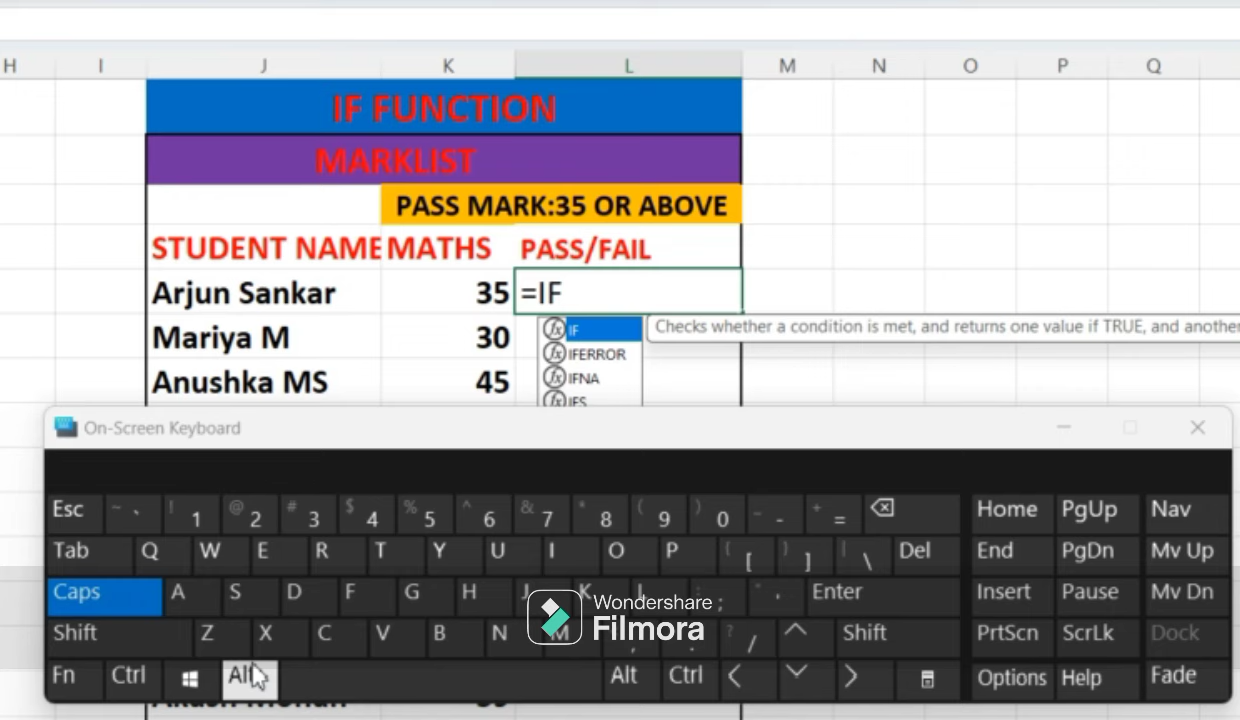 H I J K L M N O P Q
IF FUNCTION
MARKLIST
PASS MARK:35 OR ABOVE
STUDENT NAME MATHS PASS/FAIL
Arjun Sankar 35 =IF
IF Checks whether a condition is met, and returns one value if TRUE, and another
Mariya M 30
IFERROR
Anushka MS 45
IFNA
IFS
On-Screen Keyboard
Esc ~ ` ! 1 @ 2 # 3 $ 4 % 5 ^ 6 & 7 * 8 ( 9 ) 0 _ - + = Home PgUp Nav
Tab Q W E R T Y U I O P { [ } ] | \ Del End PgDn Mv Up
Caps A S D F G H J K L : ; " ' Enter Insert Pause Mv Dn
Wondershare
Filmora
Shift Z X C V B N M , . ? / Shift PrtScn ScrLk Dock
Fn Ctrl Alt Alt Ctrl Options Help Fade